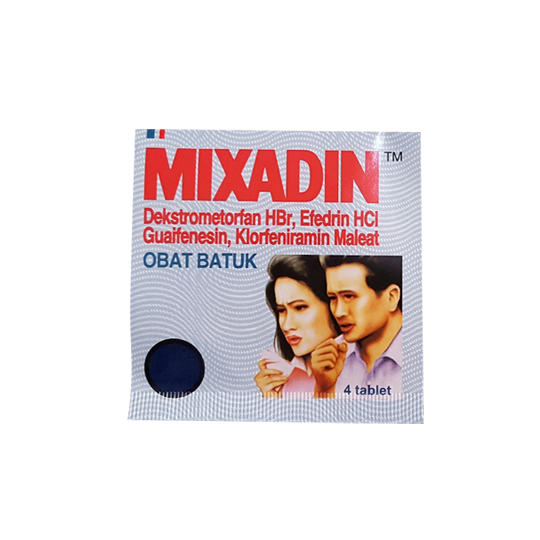 MIXADIN™
Dekstrometorfan HBr, Efedrin HCl
Guaifenesin, Klorfeniramin Maleat
OBAT BATUK
4 tablet